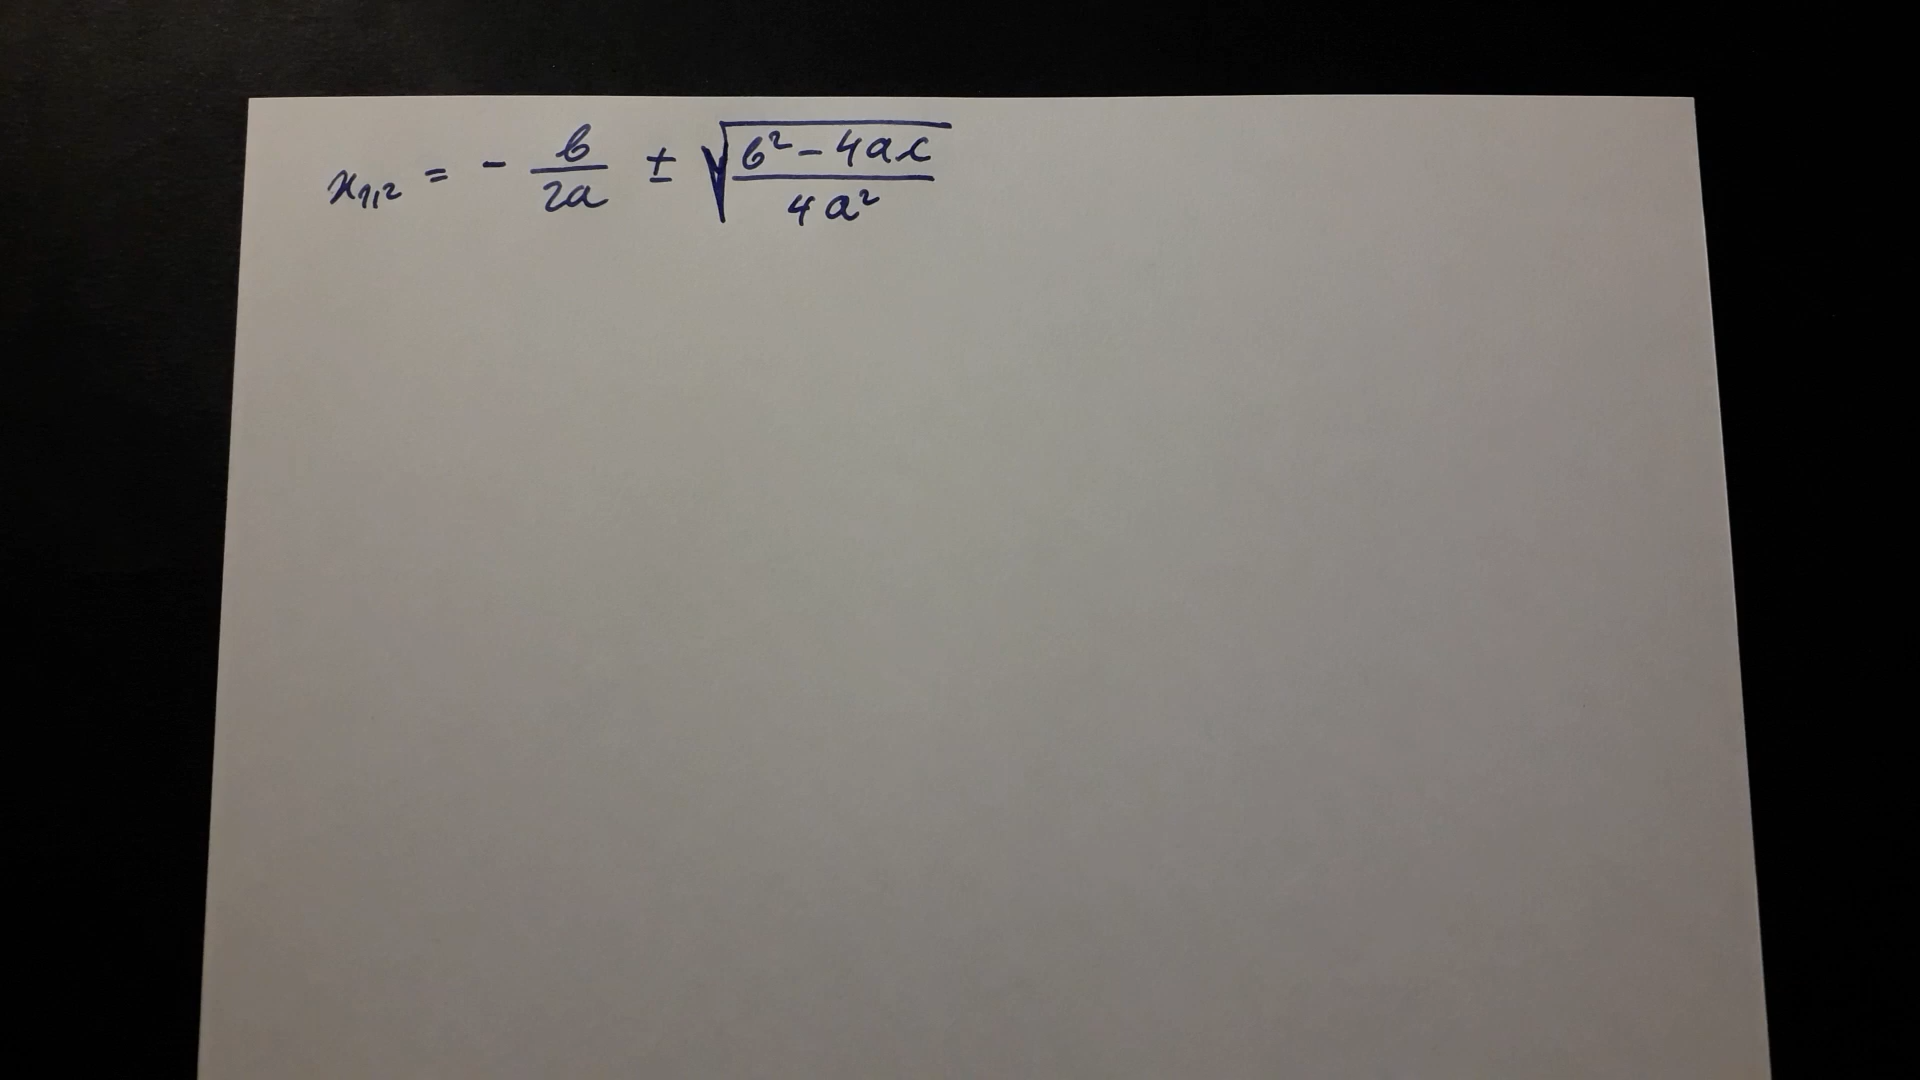 x₁,₂ = - b/2a ± √((b² - 4ac)/4a²)